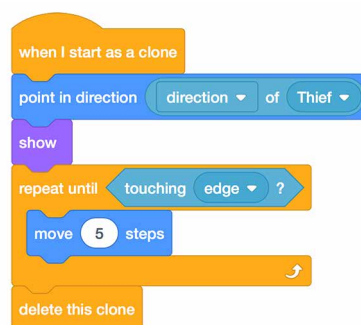 when I start as a clone
point in direction direction of Thief
show
repeat until touching edge ?
move 5 steps
delete this clone